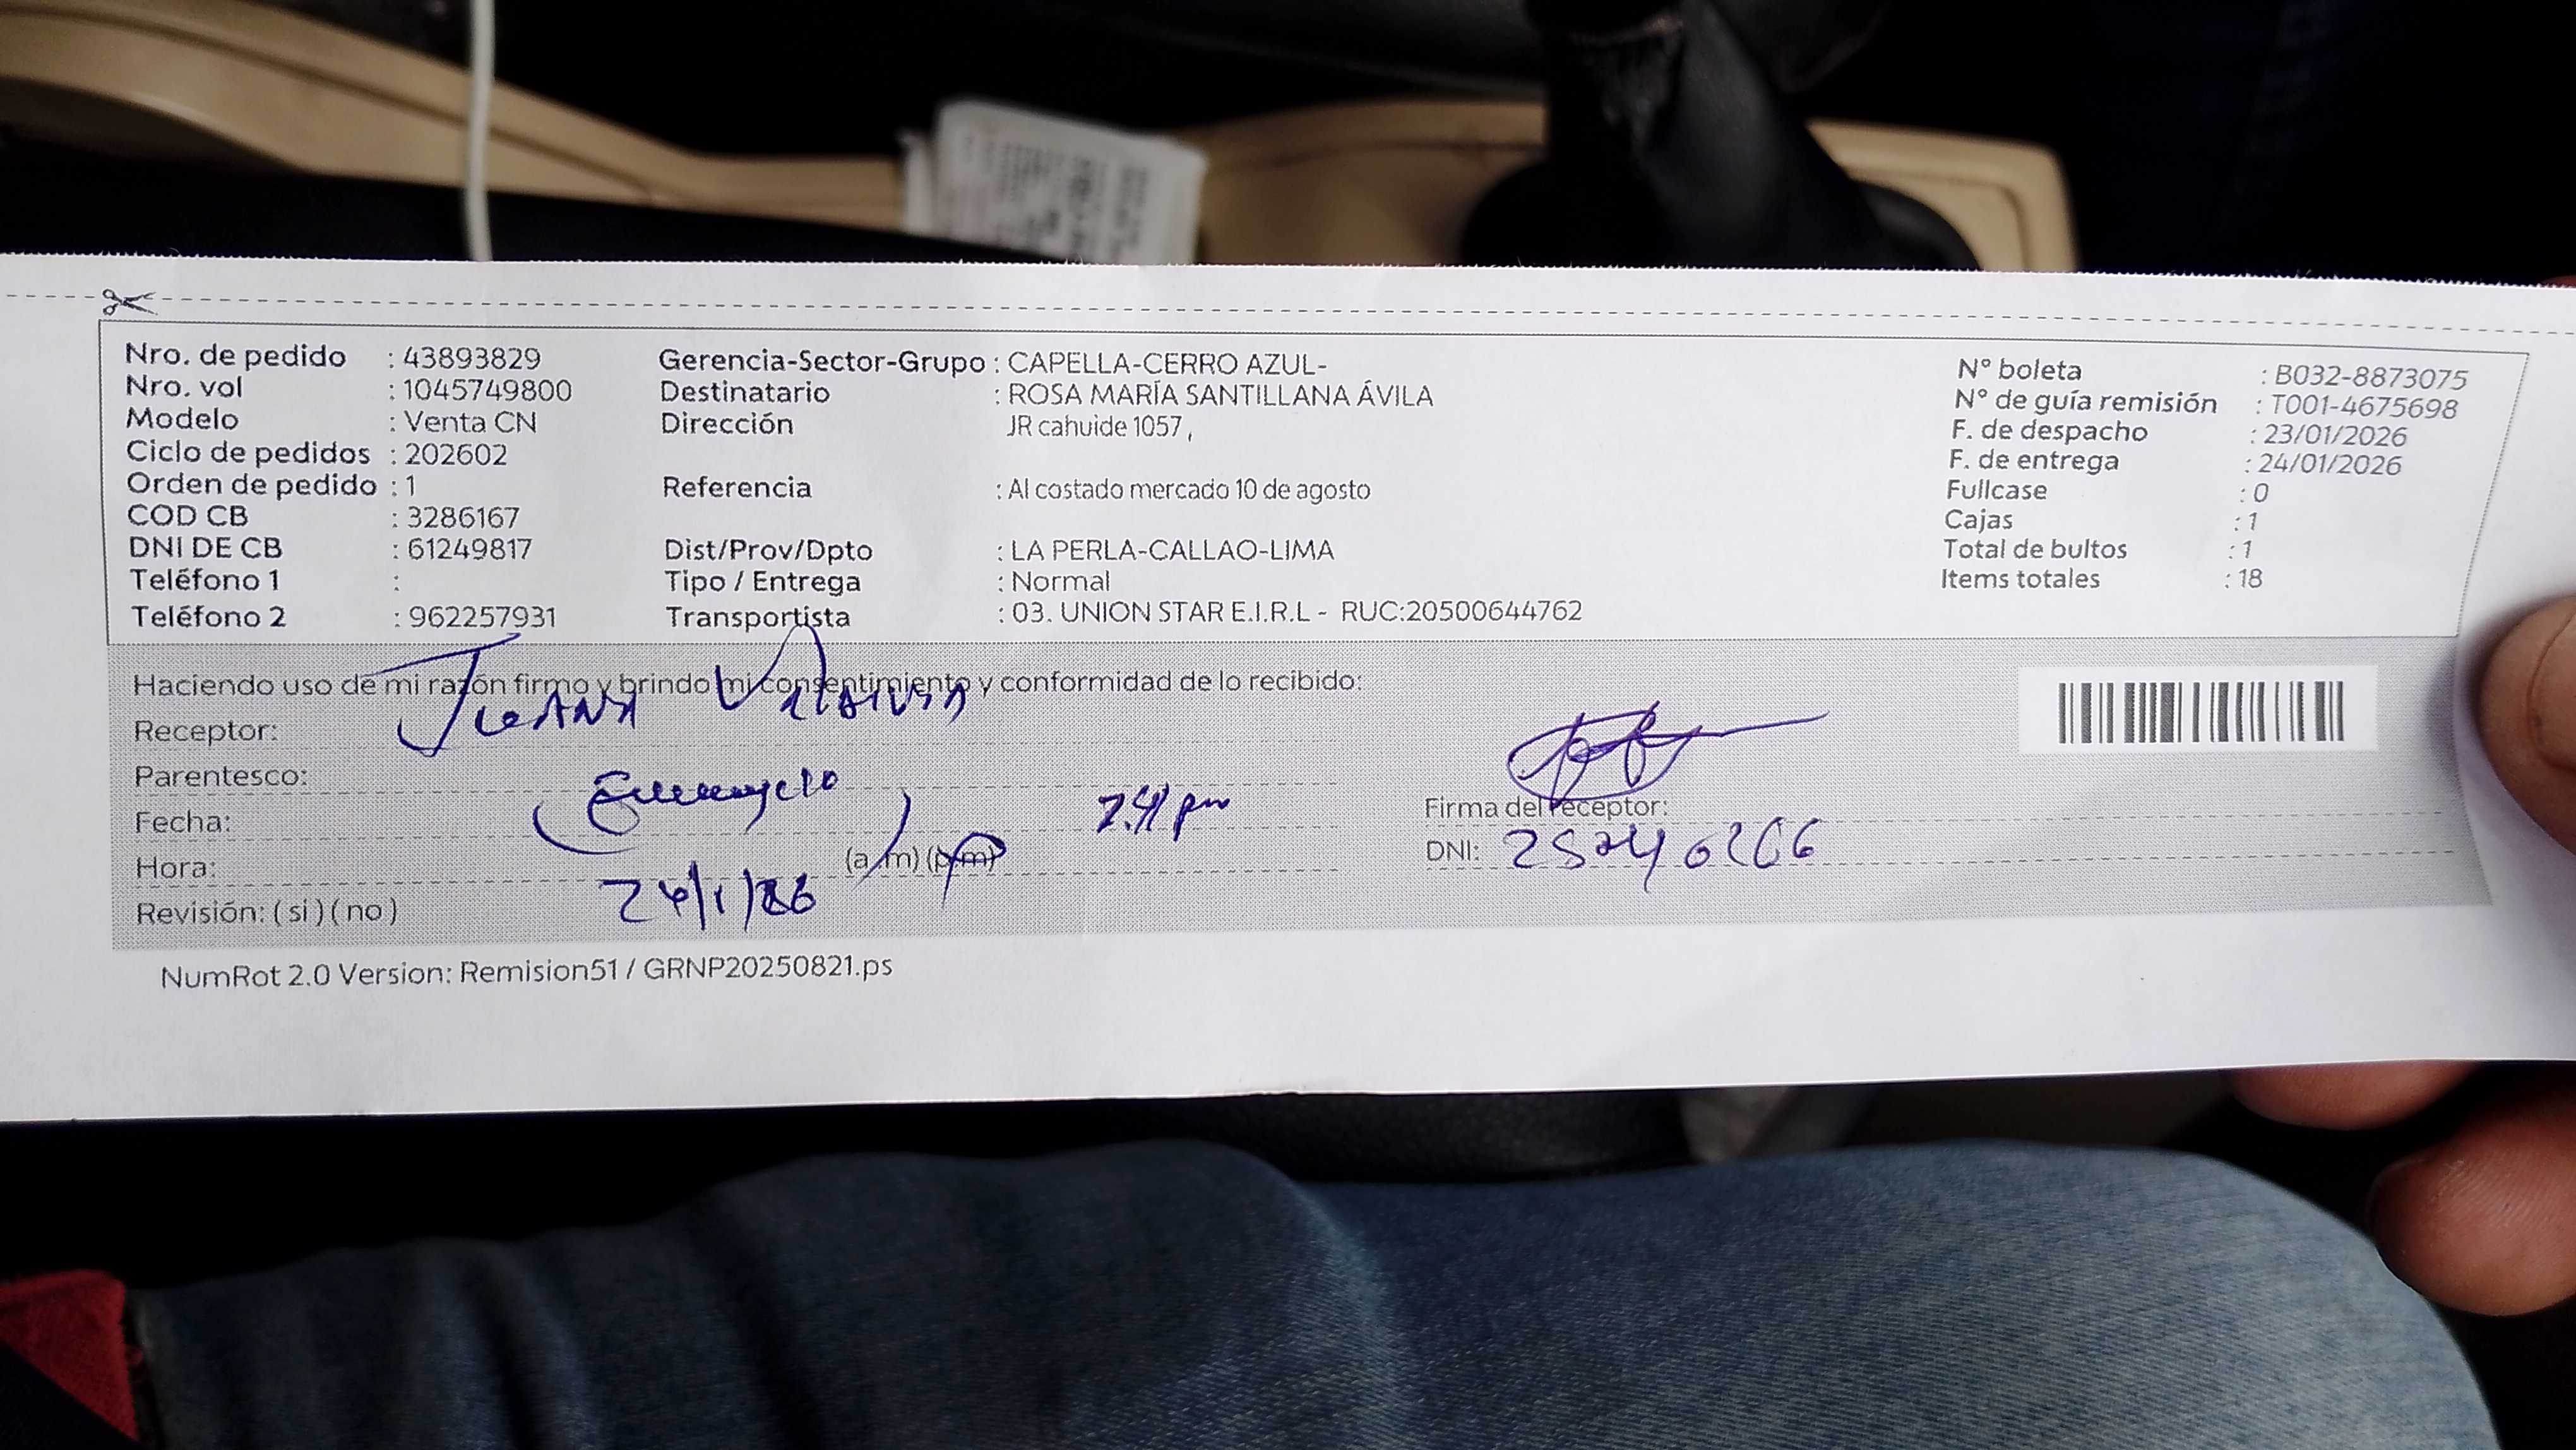 Nro. de pedido : 43893829 Gerencia-Sector-Grupo : CAPELLA-CERRO AZUL- N° boleta : B032-8873075
Nro. vol : 1045749800 Destinatario : ROSA MARÍA SANTILLANA ÁVILA N° de guía remisión : T001-4675698
Modelo : Venta CN Dirección JR cahuide 1057 , F. de despacho : 23/01/2026
Ciclo de pedidos : 202602 F. de entrega : 24/01/2026
Orden de pedido : 1 Referencia : Al costado mercado 10 de agosto Fullcase : 0
COD CB : 3286167 Cajas : 1
DNI DE CB : 61249817 Dist/Prov/Dpto : LA PERLA-CALLAO-LIMA Total de bultos : 1
Teléfono 1 : Tipo / Entrega : Normal Items totales : 18
Teléfono 2 : 962257931 Transportista : 03. UNION STAR E.I.R.L - RUC:20500644762
Haciendo uso de mi razón firmo y brindo mi consentimiento y conformidad de lo recibido:
Receptor:
Parentesco:
Fecha: 7.41 pm Firma del receptor:
Hora: (a.m) (p.m) DNI:
Revisión: ( si ) ( no ) 24/1/26
NumRot 2.0 Version: Remision51 / GRNP20250821.ps